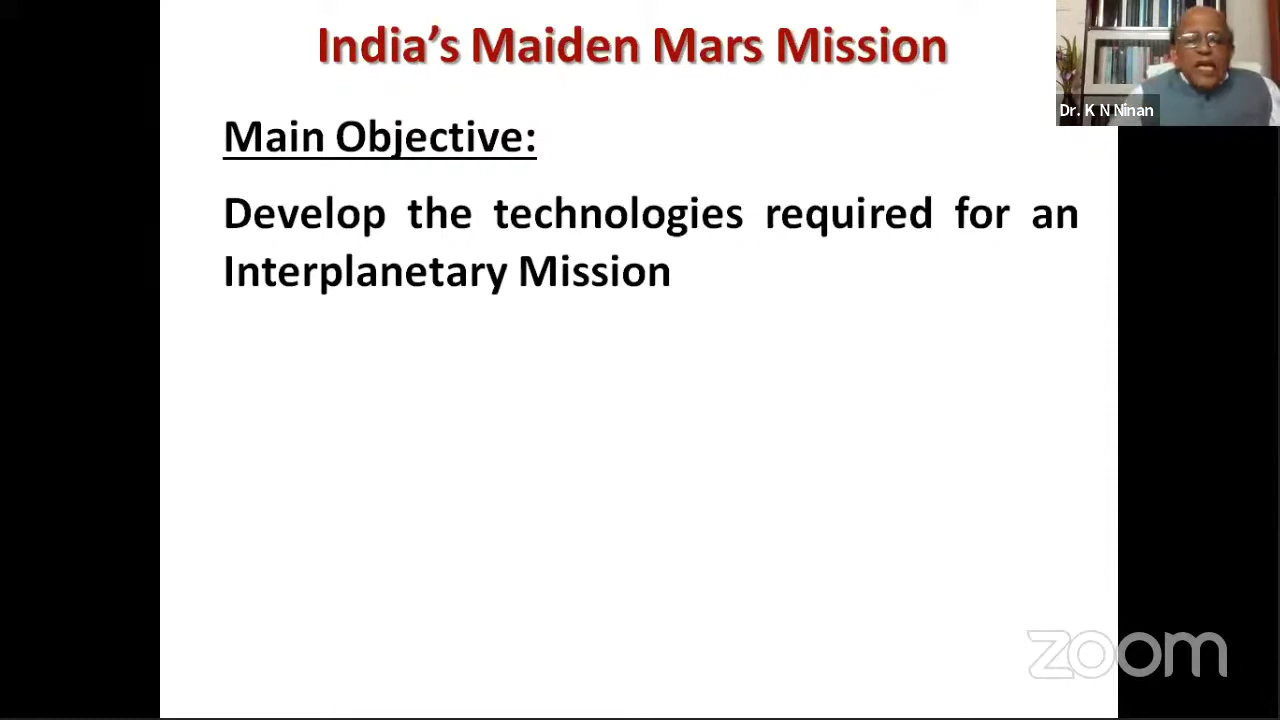 India’s Maiden Mars Mission
Dr. K N Ninan
Main Objective:
Develop the technologies required for an
Interplanetary Mission
zoom